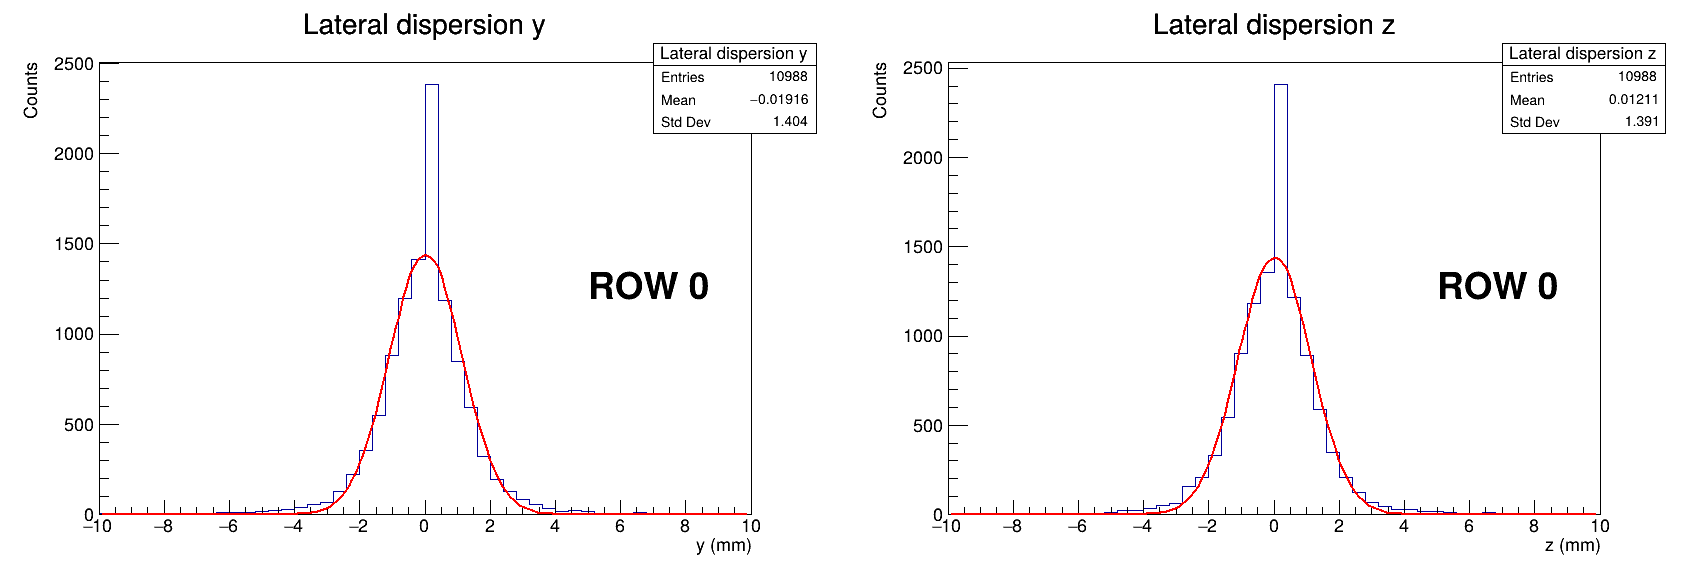 Lateral dispersion y
Counts
2500
2000
1500
1000
500
0
−10 −8 −6 −4 −2 0 2 4 6 8 10
y (mm)
Lateral dispersion y
Entries 10988
Mean −0.01916
Std Dev 1.404
ROW 0
Lateral dispersion z
Counts
2500
2000
1500
1000
500
0
−10 −8 −6 −4 −2 0 2 4 6 8 10
z (mm)
Lateral dispersion z
Entries 10988
Mean 0.01211
Std Dev 1.391
ROW 0